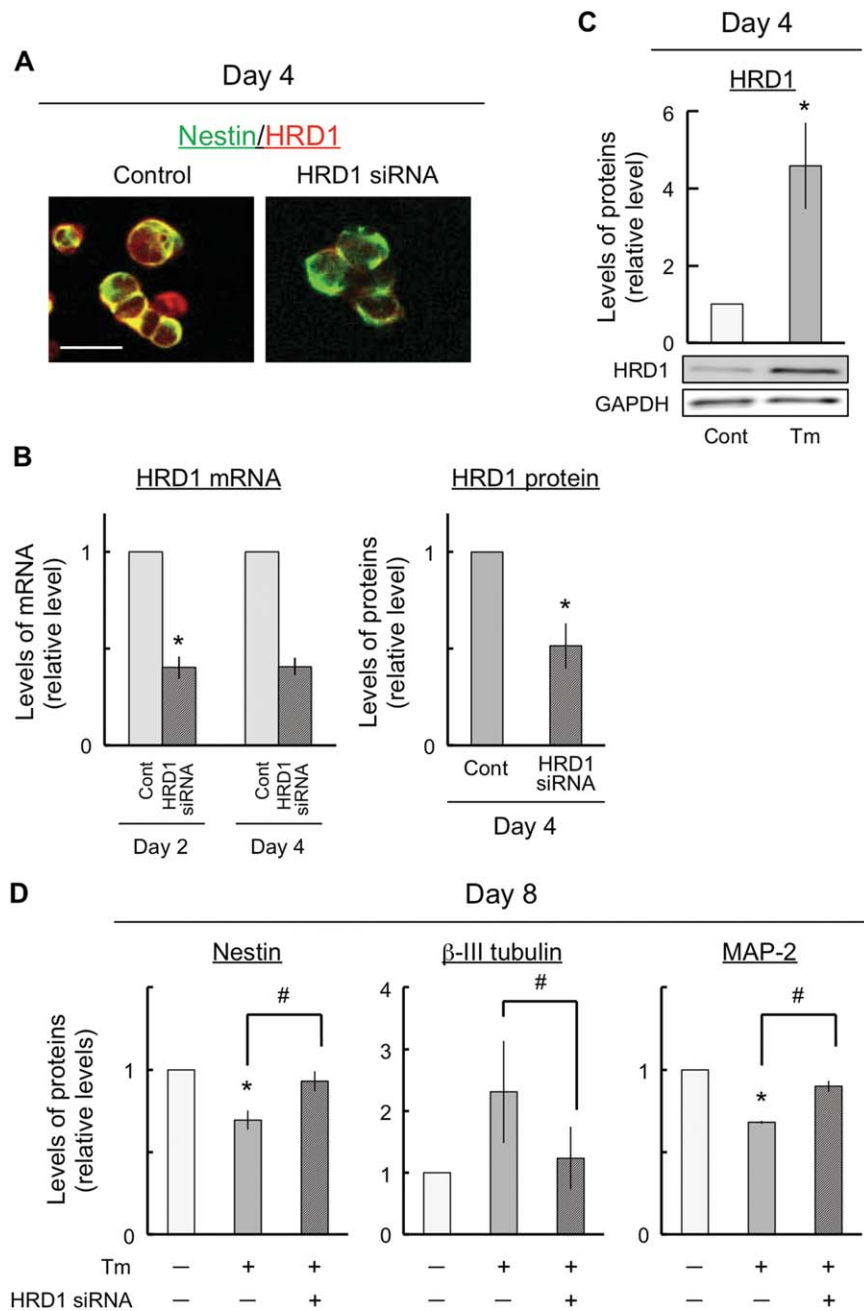 A
Day 4
Nestin/HRD1
Control HRD1 siRNA
B
HRD1 mRNA
Levels of mRNA
(relative level)
1
0
Cont
HRD1
siRNA
Cont
HRD1
siRNA
Day 2 Day 4
HRD1 protein
Levels of proteins
(relative level)
1
0
*
*
Cont HRD1
siRNA
Day 4
C
Day 4
HRD1
Levels of proteins
(relative level)
6
4
2
0
*
HRD1
GAPDH
Cont Tm
D
Day 8
Nestin
Levels of proteins
(relative levels)
1
0
*
#
β-III tubulin
4
3
2
1
0
#
MAP-2
1
0
*
#
Tm — + + — + + — + +
HRD1 siRNA — — + — — + — — +